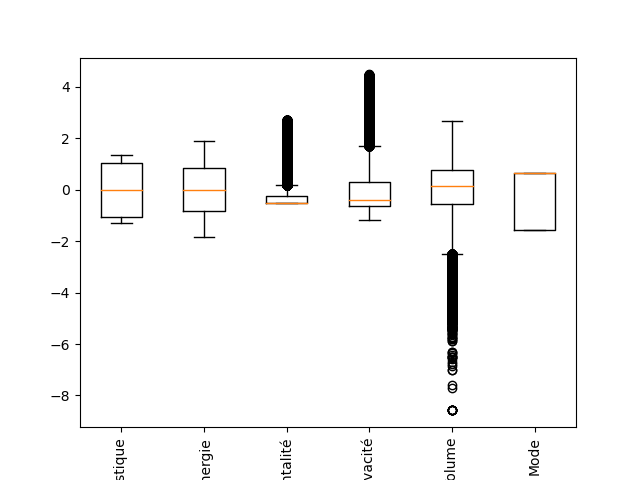 4
2
0
−2
−4
−6
−8
stique
nergie
ntalité
vacité
olume
Mode